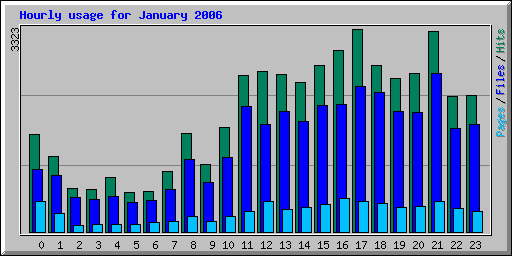 Hourly usage for January 2006
3323
Pages / Files / Hits
0 1 2 3 4 5 6 7 8 9 10 11 12 13 14 15 16 17 18 19 20 21 22 23